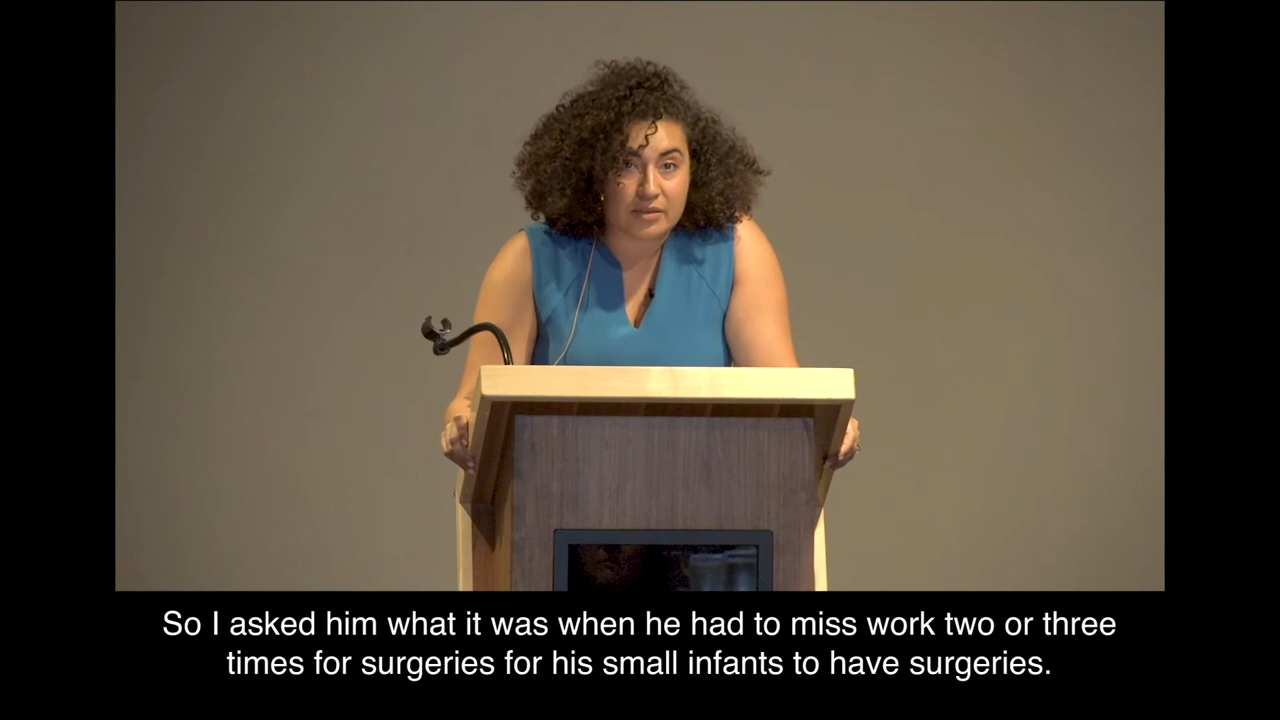 So I asked him what it was when he had to miss work two or three
times for surgeries for his small infants to have surgeries.